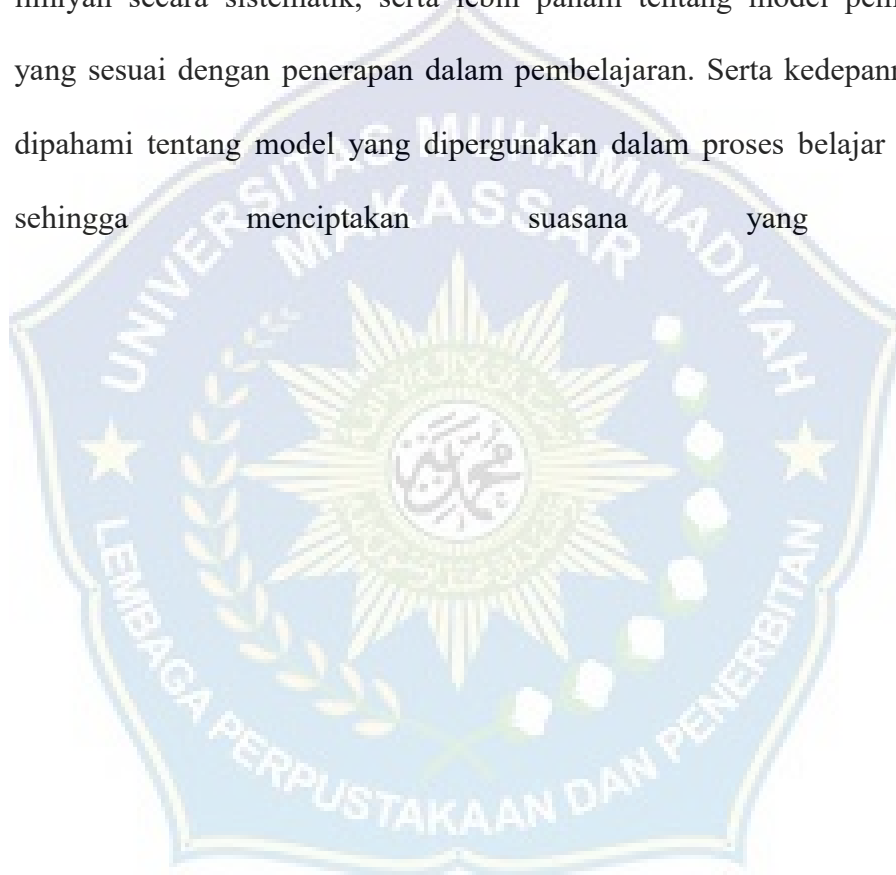 ilmiyah secara sistematik, serta lebih paham tentang model pem
yang sesuai dengan penerapan dalam pembelajaran. Serta kedepann
dipahami tentang model yang dipergunakan dalam proses belajar
sehingga menciptakan suasana yang
UNIVERSITAS MUHAMMADIYAH
MAKASSAR
LEMBAGA PERPUSTAKAAN DAN PENERBITAN